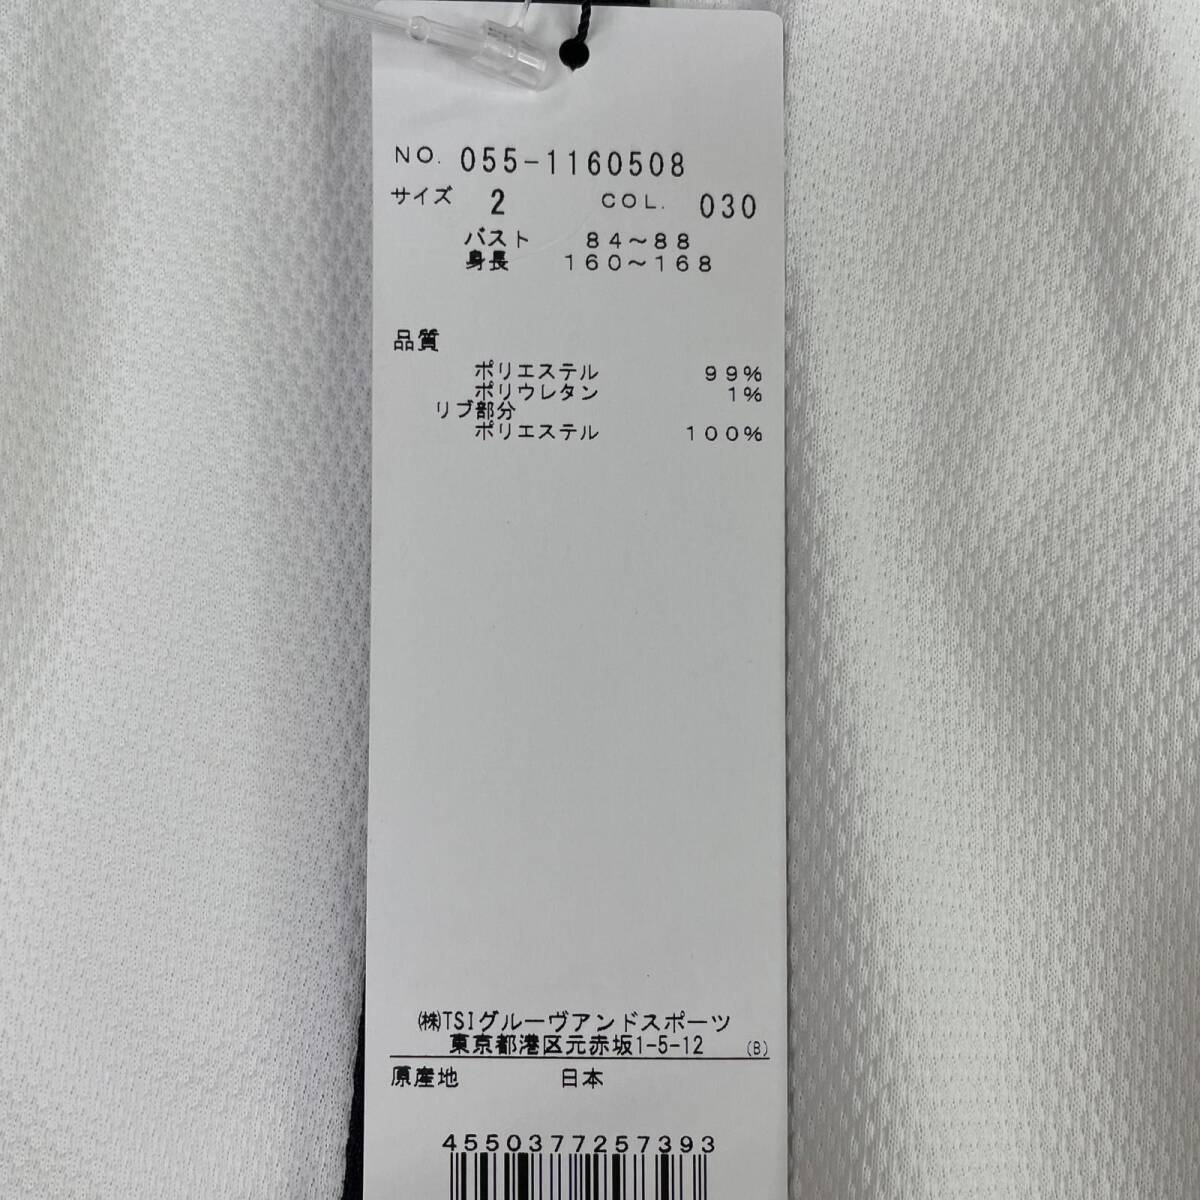 NO. 055-1160508
サイズ 2 COL. 030
バスト 84~88
身長 160~168
品質
ポリエステル 99%
ポリウレタン 1%
リブ部分
ポリエステル 100%
㈱TSIグルーヴアンドスポーツ
東京都港区元赤坂1-5-12 (B)
原産地 日本
4550377257393